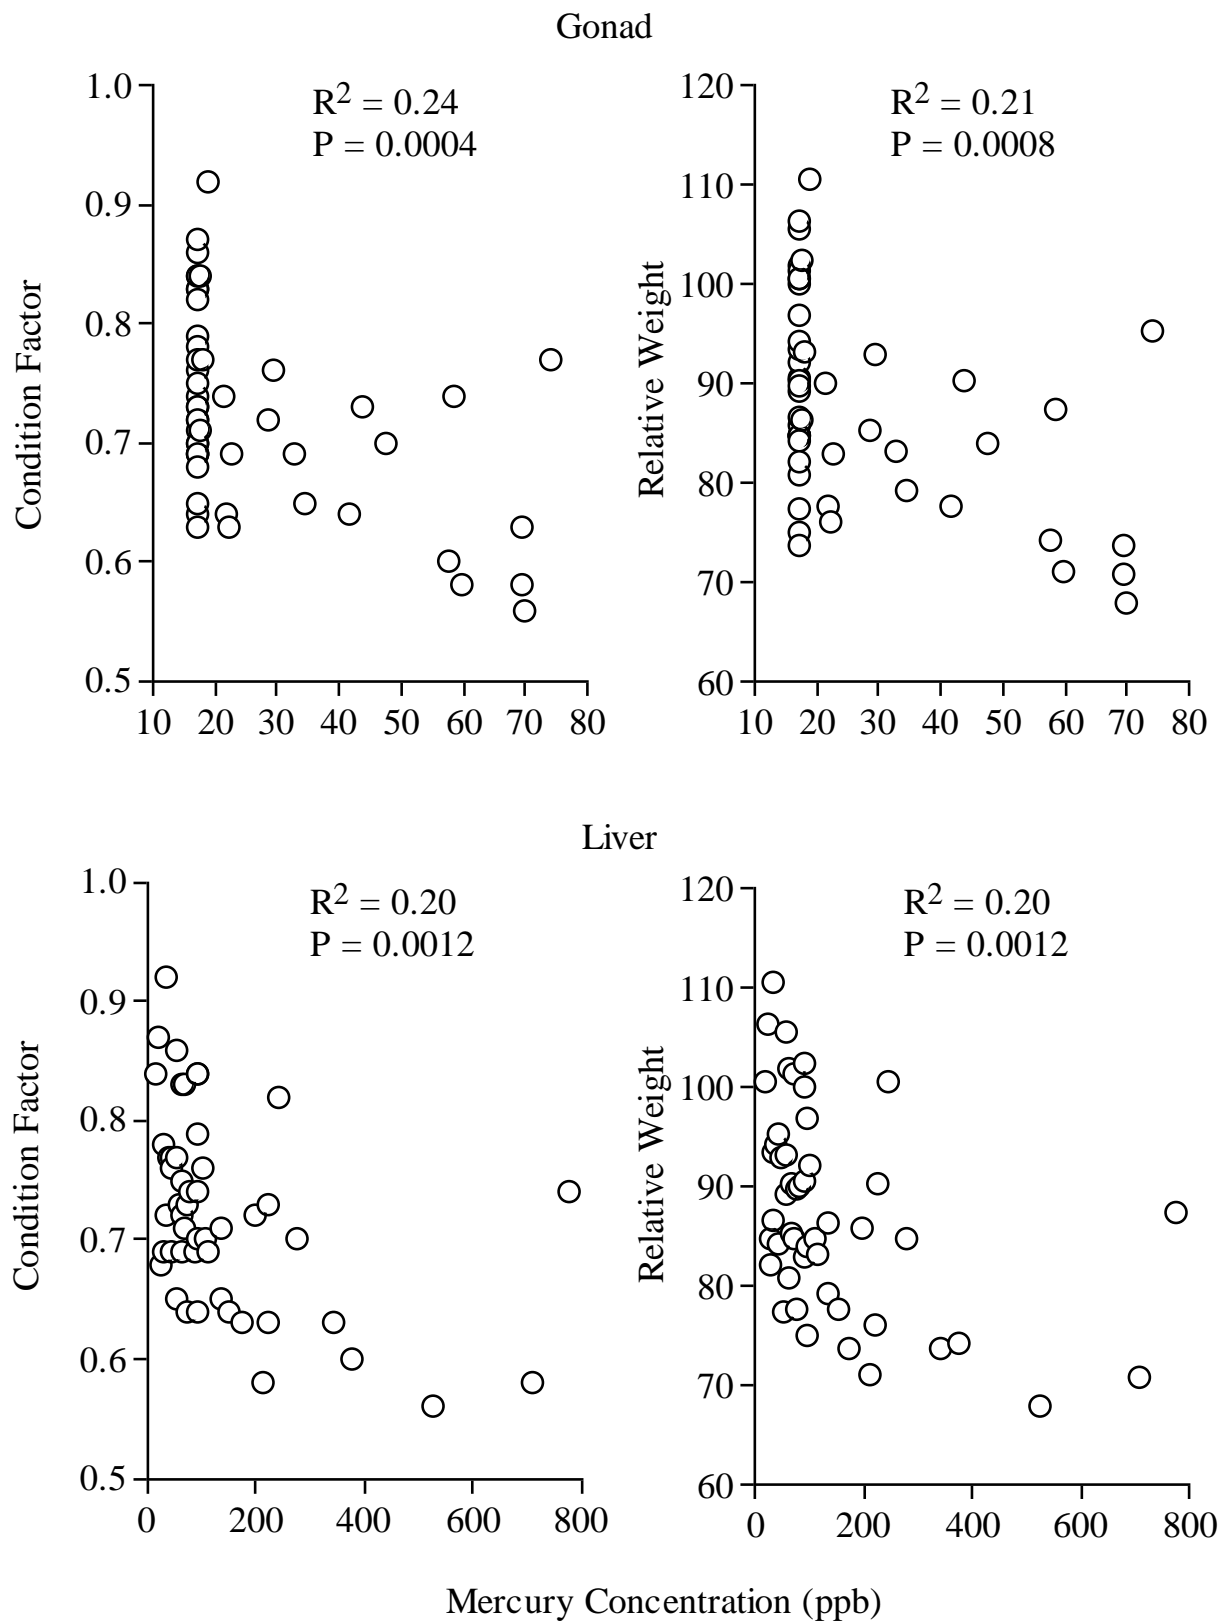 Gonad
R2 = 0.24
P = 0.0004
Condition Factor
1.0
0.9
0.8
0.7
0.6
0.5
10 20 30 40 50 60 70 80
R2 = 0.21
P = 0.0008
Relative Weight
120
110
100
90
80
70
60
10 20 30 40 50 60 70 80
Liver
R2 = 0.20
P = 0.0012
Condition Factor
1.0
0.9
0.8
0.7
0.6
0.5
0 200 400 600 800
R2 = 0.20
P = 0.0012
Relative Weight
120
110
100
90
80
70
60
0 200 400 600 800
Mercury Concentration (ppb)